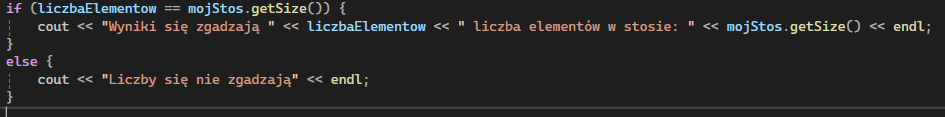 if (liczbaElementow == mojStos.getSize()) {
    cout << "Wyniki się zgadzają " << liczbaElementow << " liczba elementów w stosie: " << mojStos.getSize() << endl;
}
else {
    cout << "Liczby się nie zgadzają" << endl;
}